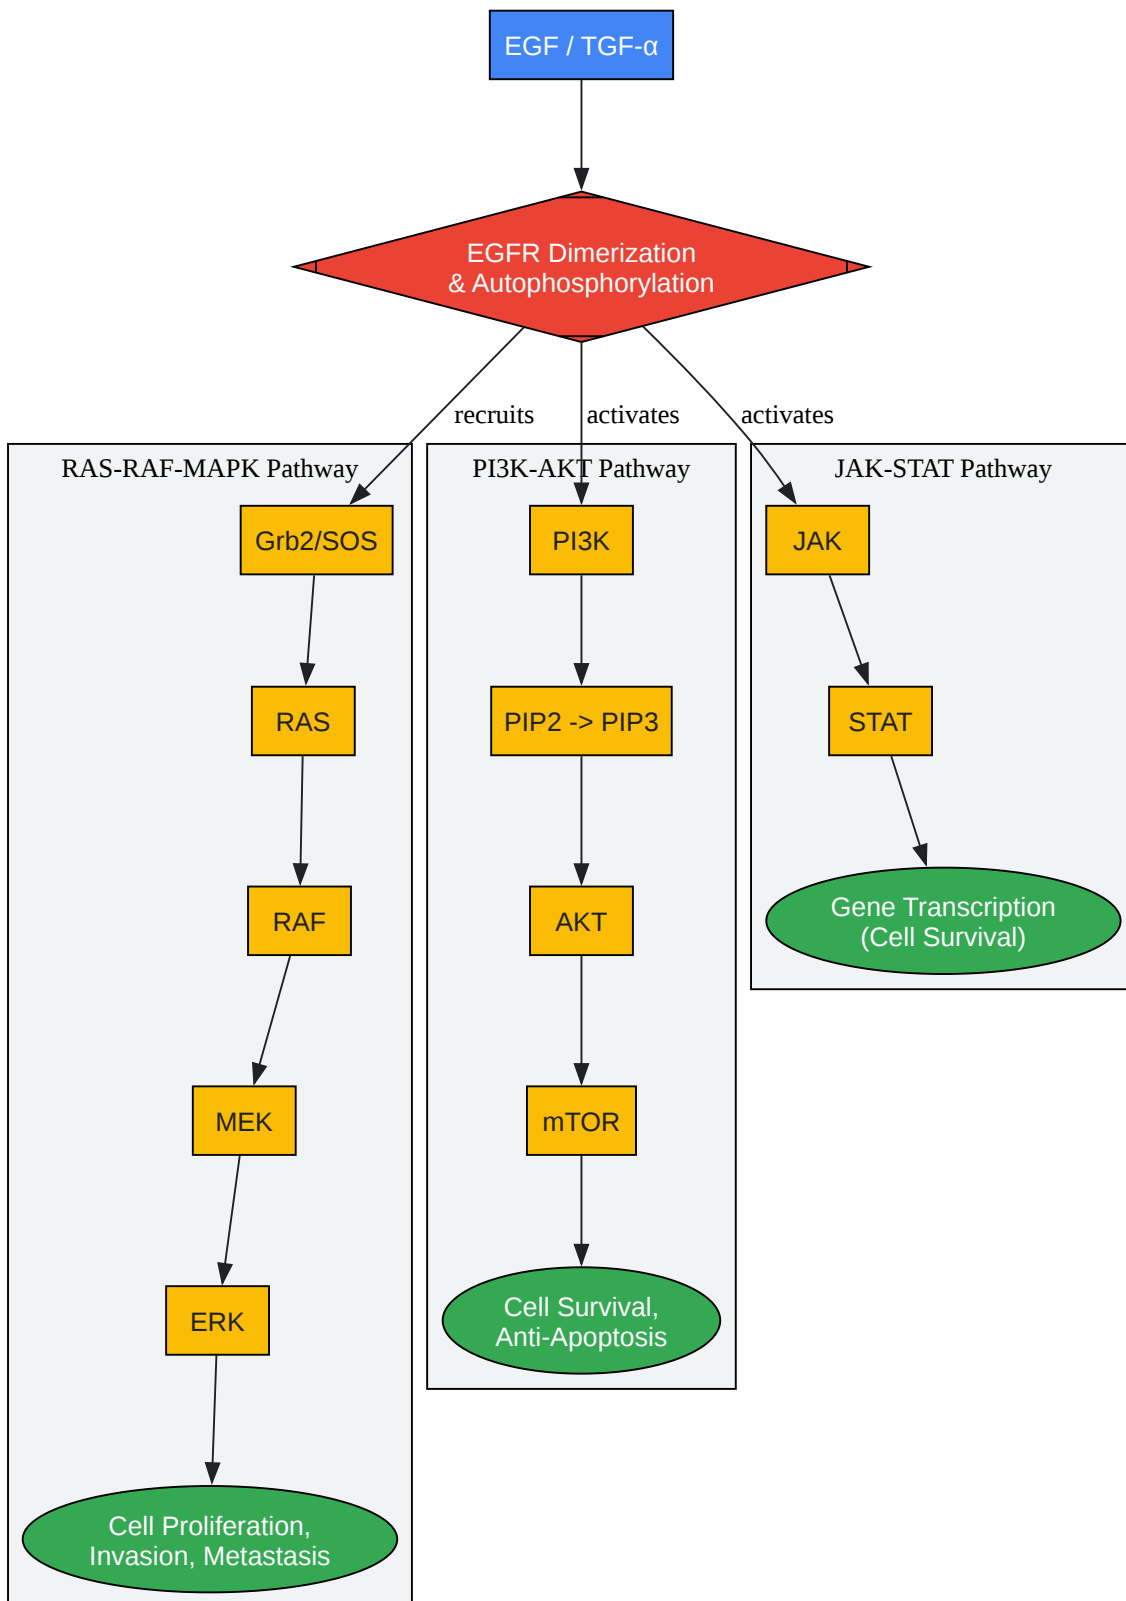 EGF / TGF-α
EGFR Dimerization
& Autophosphorylation
recruits
activates
activates
RAS-RAF-MAPK Pathway
PI3K-AKT Pathway
JAK-STAT Pathway
Grb2/SOS
PI3K
JAK
RAS
PIP2 -> PIP3
STAT
RAF
AKT
Gene Transcription
(Cell Survival)
MEK
mTOR
ERK
Cell Survival,
Anti-Apoptosis
Cell Proliferation,
Invasion, Metastasis